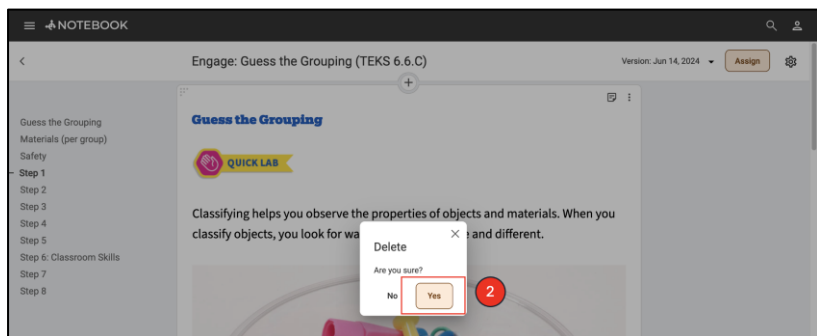 NOTEBOOK
Engage: Guess the Grouping (TEKS 6.6.C)
Version: Jun 14, 2024
Assign
Guess the Grouping
Materials (per group)
Safety
Step 1
Step 2
Step 3
Step 4
Step 5
Step 6: Classroom Skills
Step 7
Step 8
Guess the Grouping
QUICK LAB
Classifying helps you observe the properties of objects and materials. When you
classify objects, you look for and different.
Delete
Are you sure?
No Yes
2